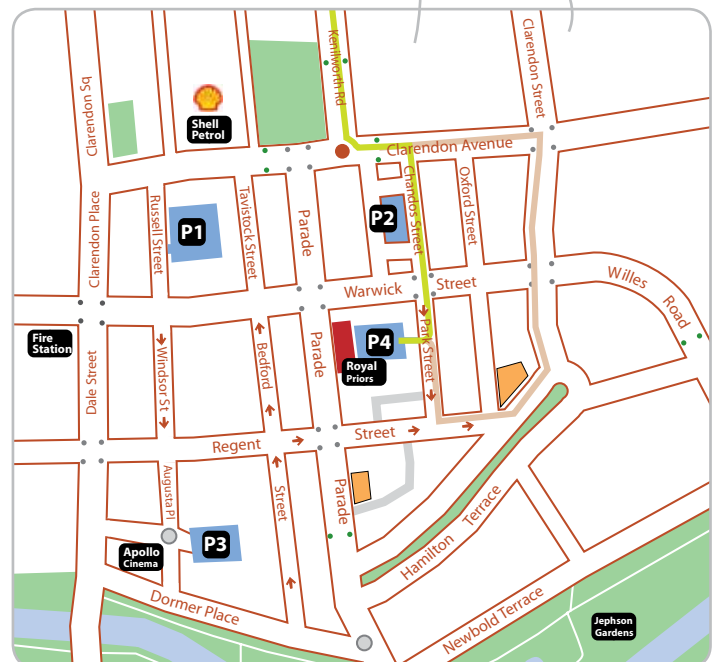 Kenilworth Rd
Clarendon Street
Clarendon Sq
Shell
Petrol
Clarendon Avenue
Clarendon Place
Russell Street
P1
Tavistock Street
Parade
P2
Chandos Street
Oxford Street
Warwick
Street
Willes
Road
Fire
Station
Dale Street
Windsor St
Bedford
Parade
P4
Royal
Priors
Park Street
Regent
Street
Augusta Pl
Street
Parade
P3
Apollo
Cinema
Hamilton
Terrace
Dormer Place
Newbold Terrace
Jephson
Gardens